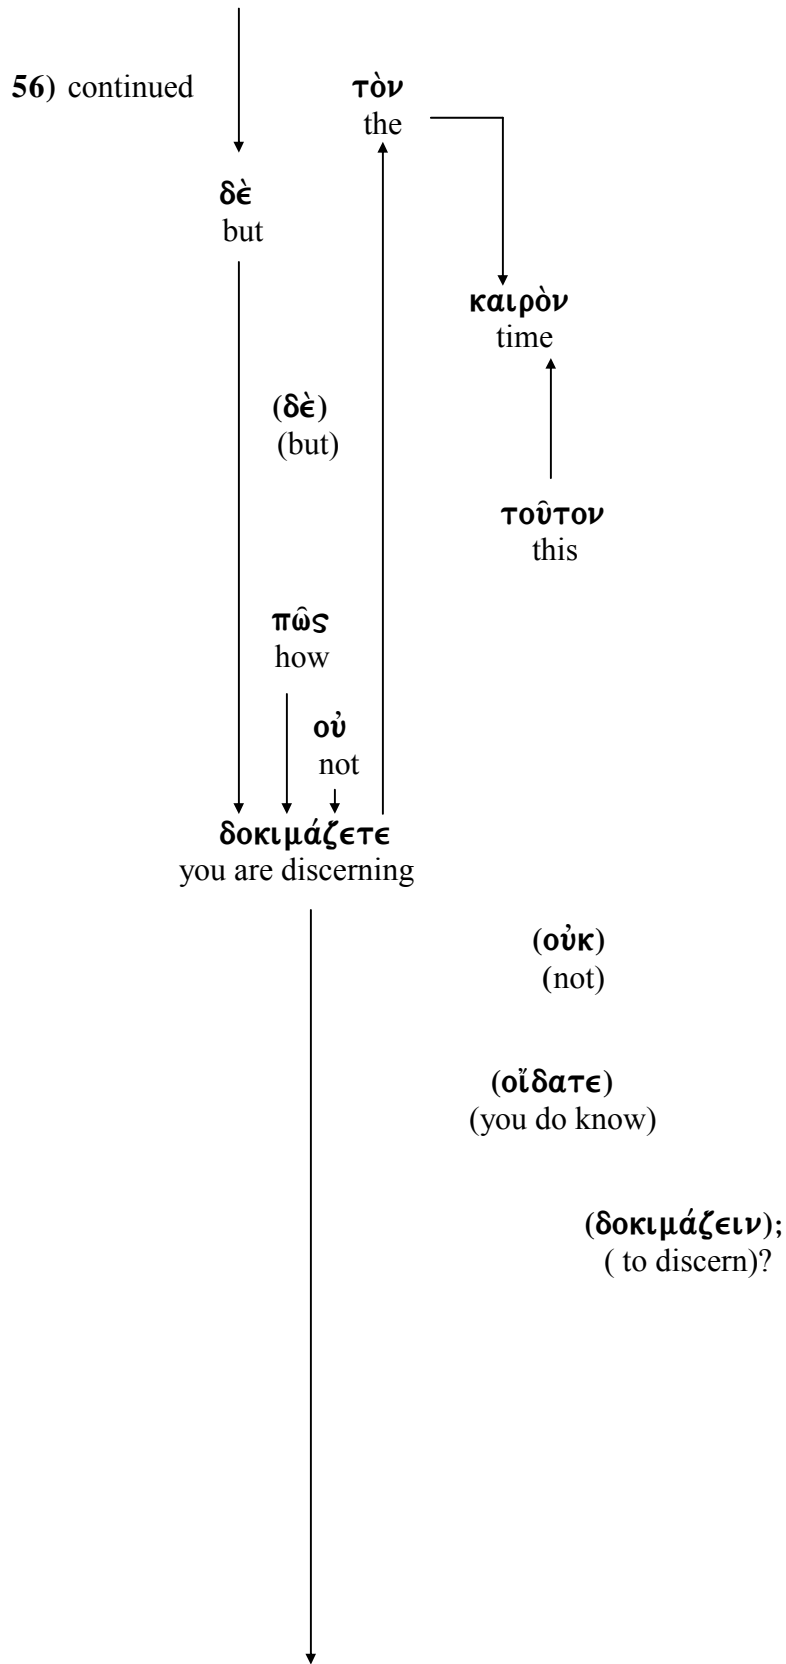 56) continued
τὸν
the
δὲ
but
καιρὸν
time
(δὲ)
(but)
τοῦτον
this
πῶς
how
οὐ
not
δοκιμάζετε
you are discerning
(οὐκ)
(not)
(οἴδατε)
(you do know)
(δοκιμάζειν);
( to discern)?